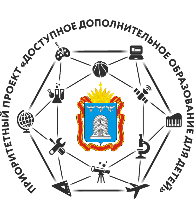 ПРИОРИТЕТНЫЙ ПРОЕКТ «ДОСТУПНОЕ ДОПОЛНИТЕЛЬНОЕ ОБРАЗОВАНИЕ ДЛЯ ДЕТЕЙ»